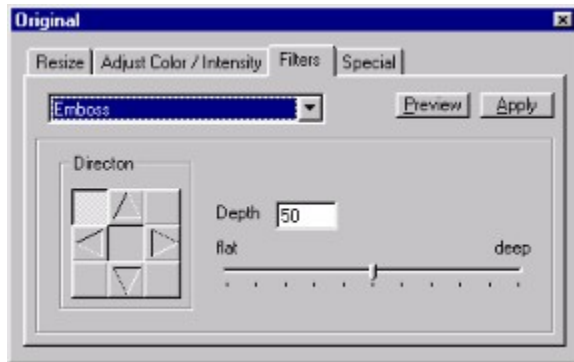 Original
Resize Adjust Color / Intensity Filters Special
Emboss Preview Apply
Directon
Depth 50
flat deep